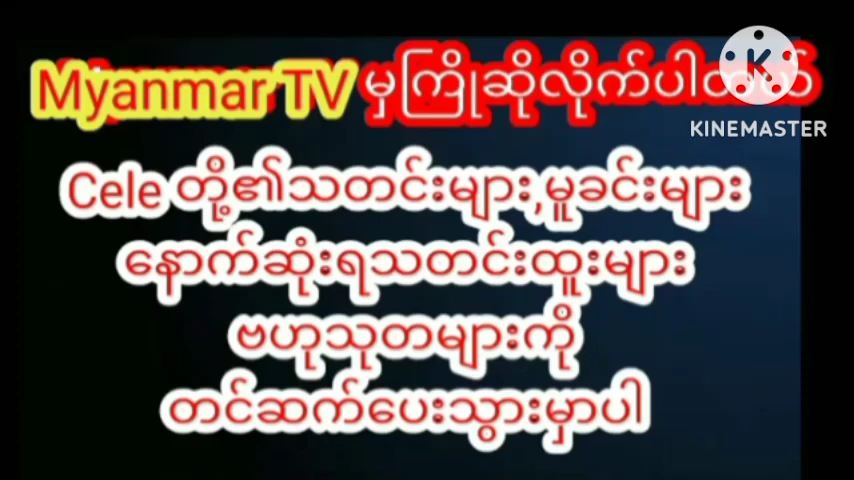 Myanmar TV မှကြိုဆိုလိုက်ပါတယ်
KINEMASTER
Cele တို့၏သတင်းများ,မူခင်းများ
နောက်ဆုံးရသတင်းထူးများ
ဗဟုသုတများကို
တင်ဆက်ပေးသွားမှာပါ